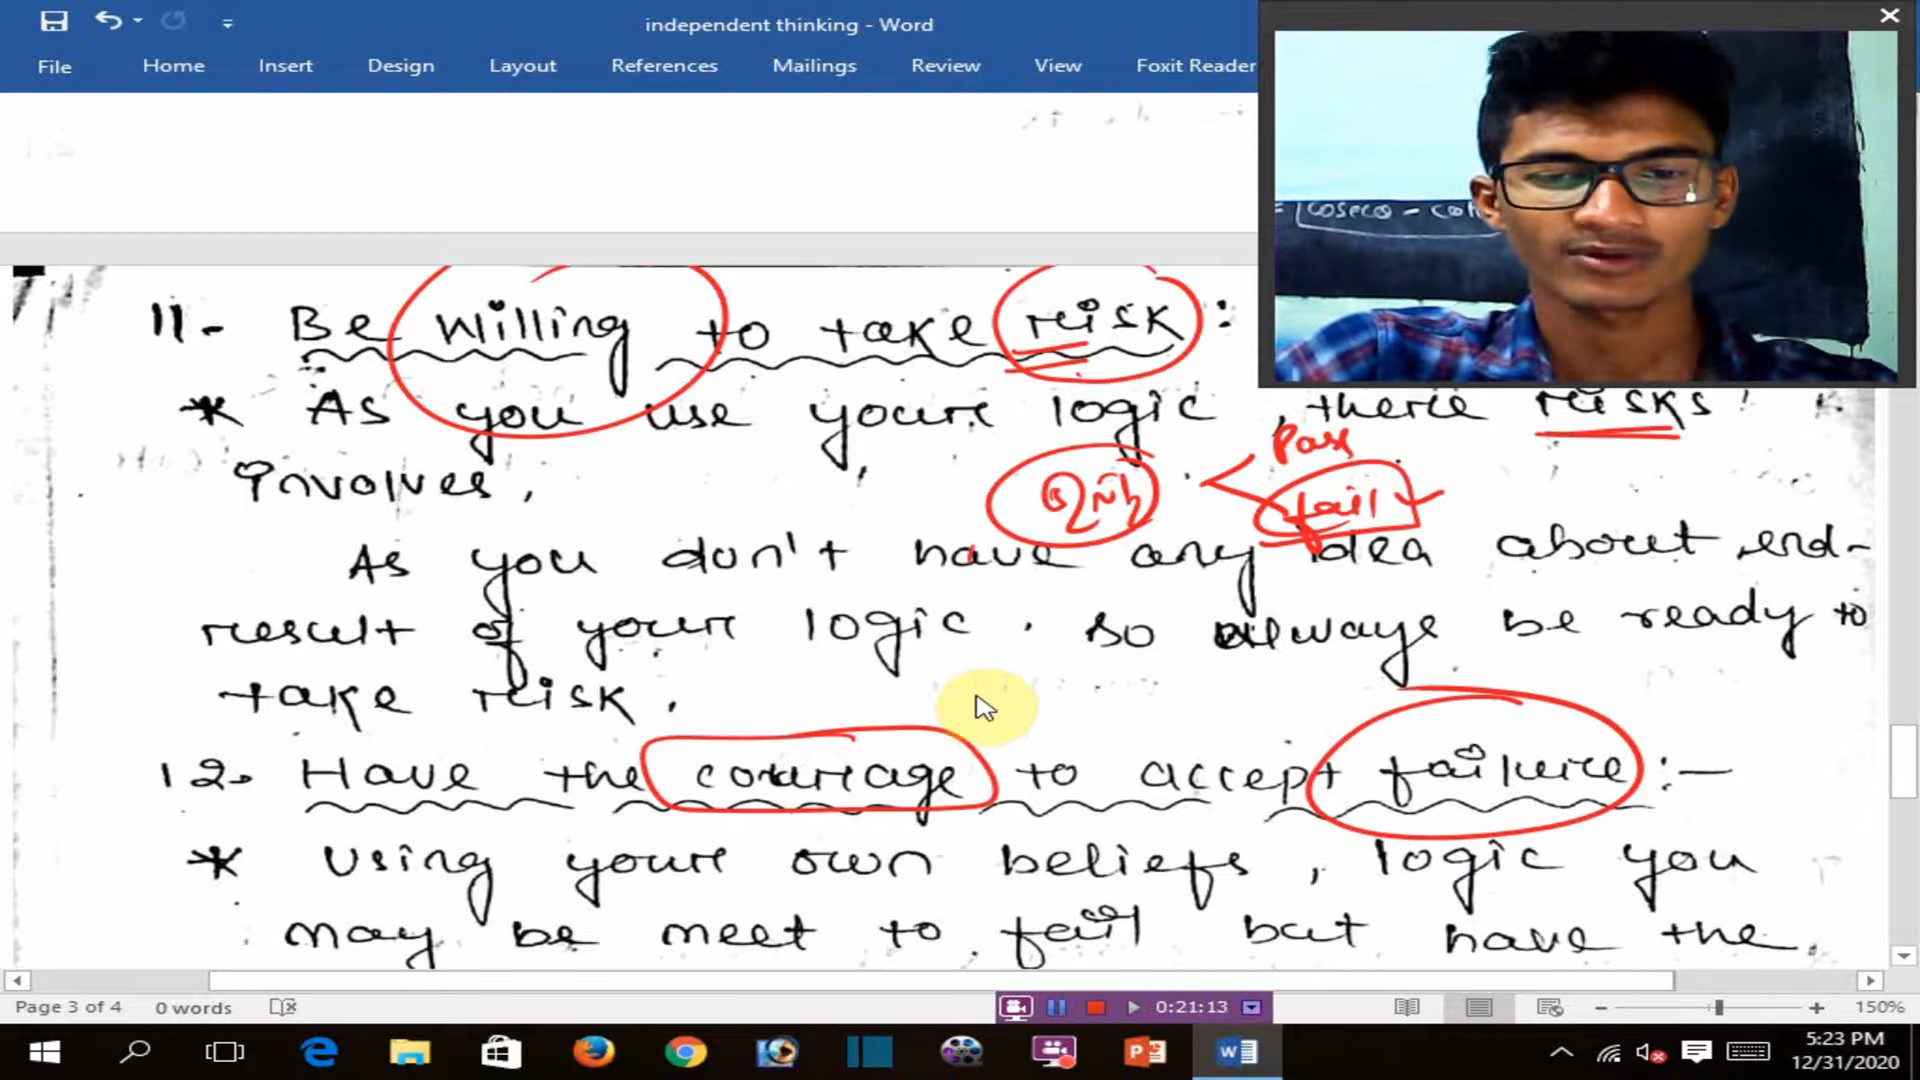 independent thinking - Word
File Home Insert Design Layout References Mailings Review View Foxit Reader
= cosecθ - cot
11. Be willing to take risk :
* As you use your logic , there risks
involves.
Pass
fail
As you don't have any idea about end-
result of your logic . so always be ready to
take risk .
12. Have the courage to accept failure :-
* Using your own beliefs , logic you
may be meet to fail but have the
Page 3 of 4 0 words 0:21:13 150%
5:23 PM
12/31/2020